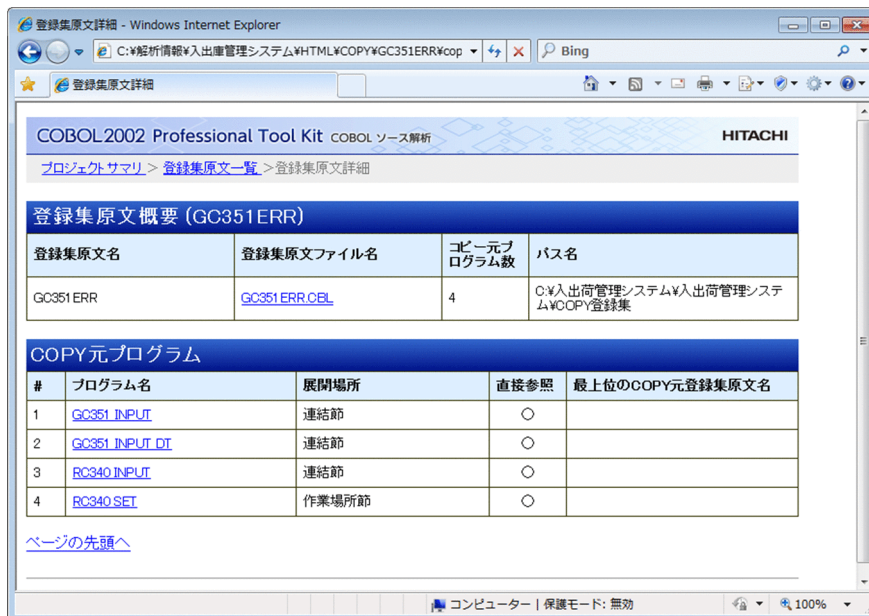 登録集原文詳細 - Windows Internet Explorer
C:¥解析情報¥入出庫管理システム¥HTML¥COPY¥GC351ERR¥cop
Bing
登録集原文詳細
COBOL2002 Professional Tool Kit COBOL ソース解析
HITACHI
プロジェクトサマリ > 登録集原文一覧 >登録集原文詳細
登録集原文概要 (GC351ERR)
登録集原文名 登録集原文ファイル名 コピー元プログラム数 パス名
GC351ERR GC351ERR.CBL 4 C:¥入出荷管理システム¥入出荷管理システム¥COPY登録集
COPY元プログラム
# プログラム名 展開場所 直接参照 最上位のCOPY元登録集原文名
1 GC351 INPUT 連結節 ○
2 GC351 INPUT DT 連結節 ○
3 RC340 INPUT 連結節 ○
4 RC340 SET 作業場所節 ○
ページの先頭へ
コンピューター | 保護モード: 無効
100%